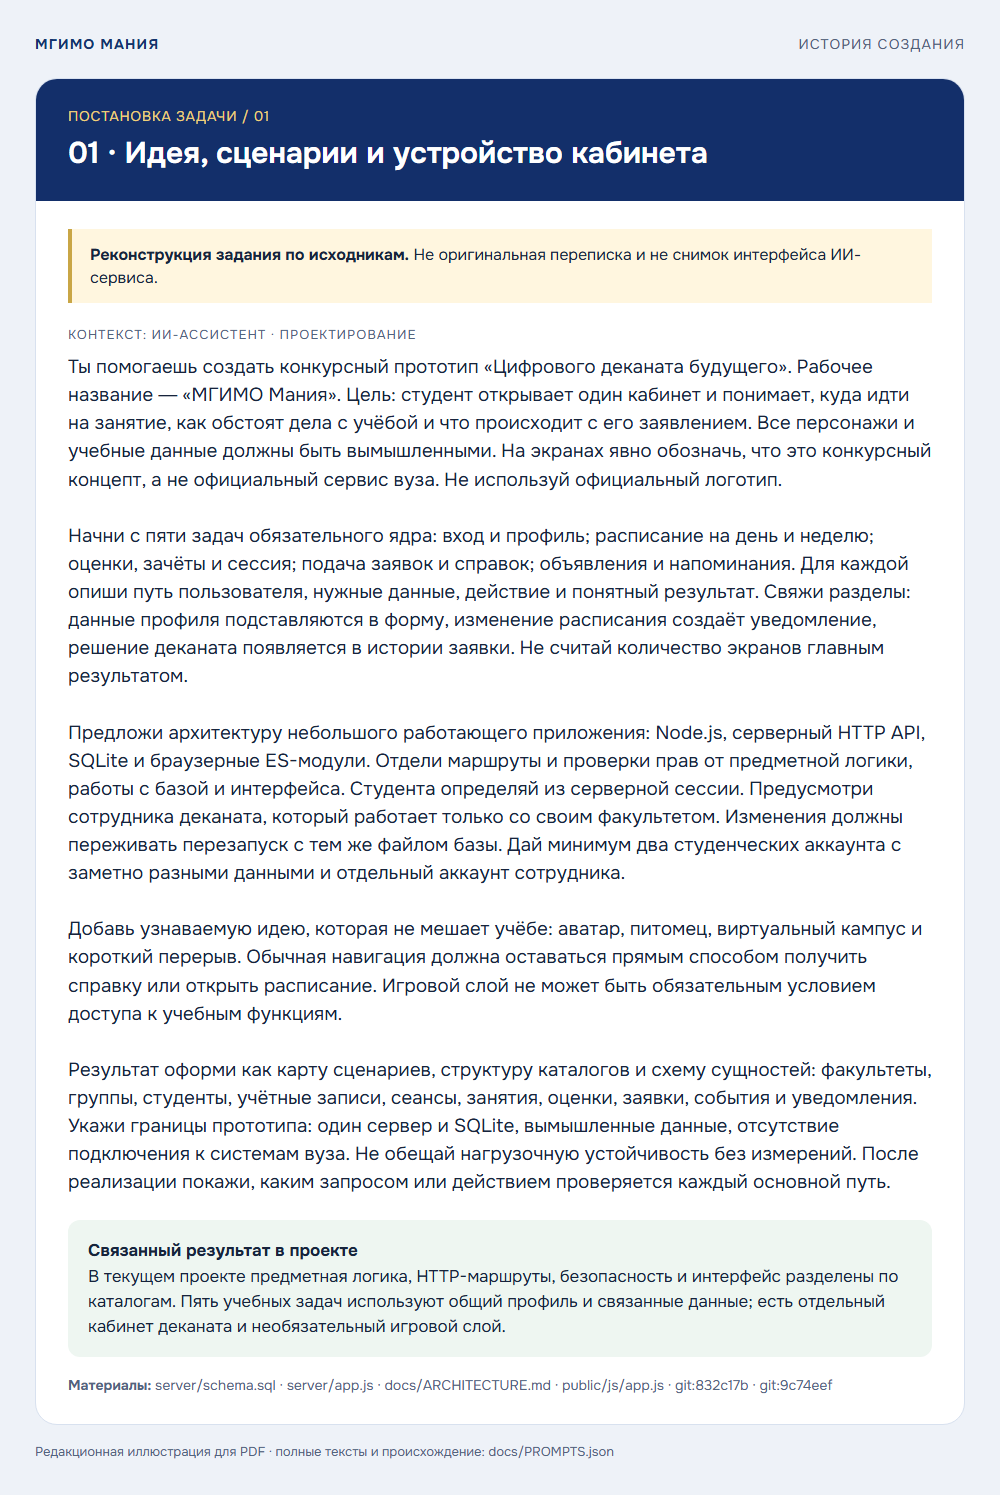 МГИМО МАНИЯ
ИСТОРИЯ СОЗДАНИЯ
ПОСТАНОВКА ЗАДАЧИ / 01
01 · Идея, сценарии и устройство кабинета
Реконструкция задания по исходникам. Не оригинальная переписка и не снимок интерфейса ИИ-
сервиса.
КОНТЕКСТ: ИИ-АССИСТЕНТ · ПРОЕКТИРОВАНИЕ
Ты помогаешь создать конкурсный прототип «Цифрового деканата будущего». Рабочее
название — «МГИМО Мания». Цель: студент открывает один кабинет и понимает, куда идти
на занятие, как обстоят дела с учёбой и что происходит с его заявлением. Все персонажи и
учебные данные должны быть вымышленными. На экранах явно обозначь, что это конкурсный
концепт, а не официальный сервис вуза. Не используй официальный логотип.
Начни с пяти задач обязательного ядра: вход и профиль; расписание на день и неделю;
оценки, зачёты и сессия; подача заявок и справок; объявления и напоминания. Для каждой
опиши путь пользователя, нужные данные, действие и понятный результат. Свяжи разделы:
данные профиля подставляются в форму, изменение расписания создаёт уведомление,
решение деканата появляется в истории заявки. Не считай количество экранов главным
результатом.
Предложи архитектуру небольшого работающего приложения: Node.js, серверный HTTP API,
SQLite и браузерные ES-модули. Отдели маршруты и проверки прав от предметной логики,
работы с базой и интерфейса. Студента определяй из серверной сессии. Предусмотри
сотрудника деканата, который работает только со своим факультетом. Изменения должны
переживать перезапуск с тем же файлом базы. Дай минимум два студенческих аккаунта с
заметно разными данными и отдельный аккаунт сотрудника.
Добавь узнаваемую идею, которая не мешает учёбе: аватар, питомец, виртуальный кампус и
короткий перерыв. Обычная навигация должна оставаться прямым способом получить
справку или открыть расписание. Игровой слой не может быть обязательным условием
доступа к учебным функциям.
Результат оформи как карту сценариев, структуру каталогов и схему сущностей: факультеты,
группы, студенты, учётные записи, сеансы, занятия, оценки, заявки, события и уведомления.
Укажи границы прототипа: один сервер и SQLite, вымышленные данные, отсутствие
подключения к системам вуза. Не обещай нагрузочную устойчивость без измерений. После
реализации покажи, каким запросом или действием проверяется каждый основной путь.
Связанный результат в проекте
В текущем проекте предметная логика, HTTP-маршруты, безопасность и интерфейс разделены по
каталогам. Пять учебных задач используют общий профиль и связанные данные; есть отдельный
кабинет деканата и необязательный игровой слой.
Материалы: server/schema.sql · server/app.js · docs/ARCHITECTURE.md · public/js/app.js · git:832c17b · git:9c74eef
Редакционная иллюстрация для PDF · полные тексты и происхождение: docs/PROMPTS.json